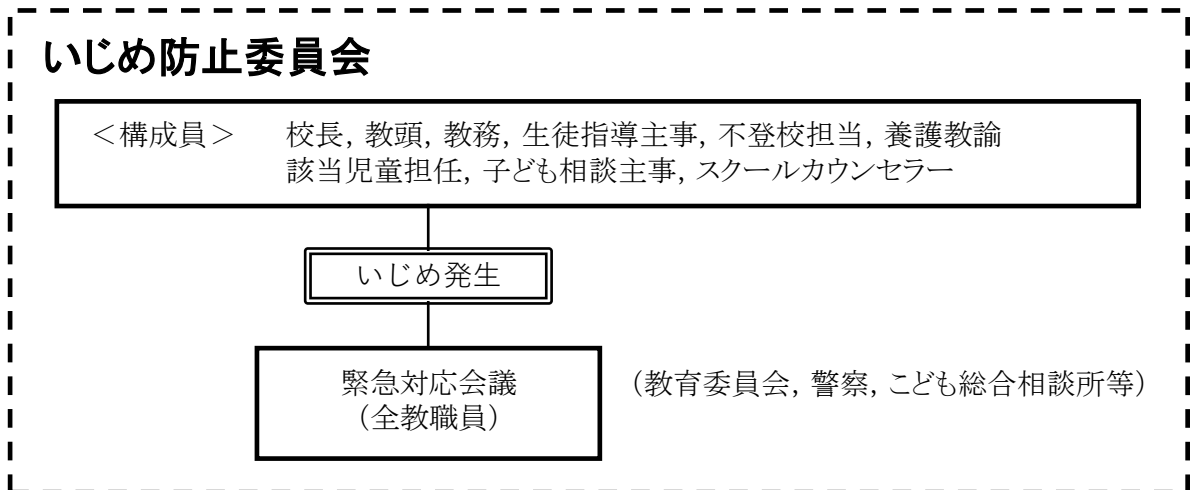 いじめ防止委員会
＜構成員＞　校長, 教頭, 教務, 生徒指導主事, 不登校担当, 養護教諭
該当児童担任, 子ども相談主事, スクールカウンセラー
いじめ発生
緊急対応会議　（教育委員会, 警察, こども総合相談所等）
（全教職員）